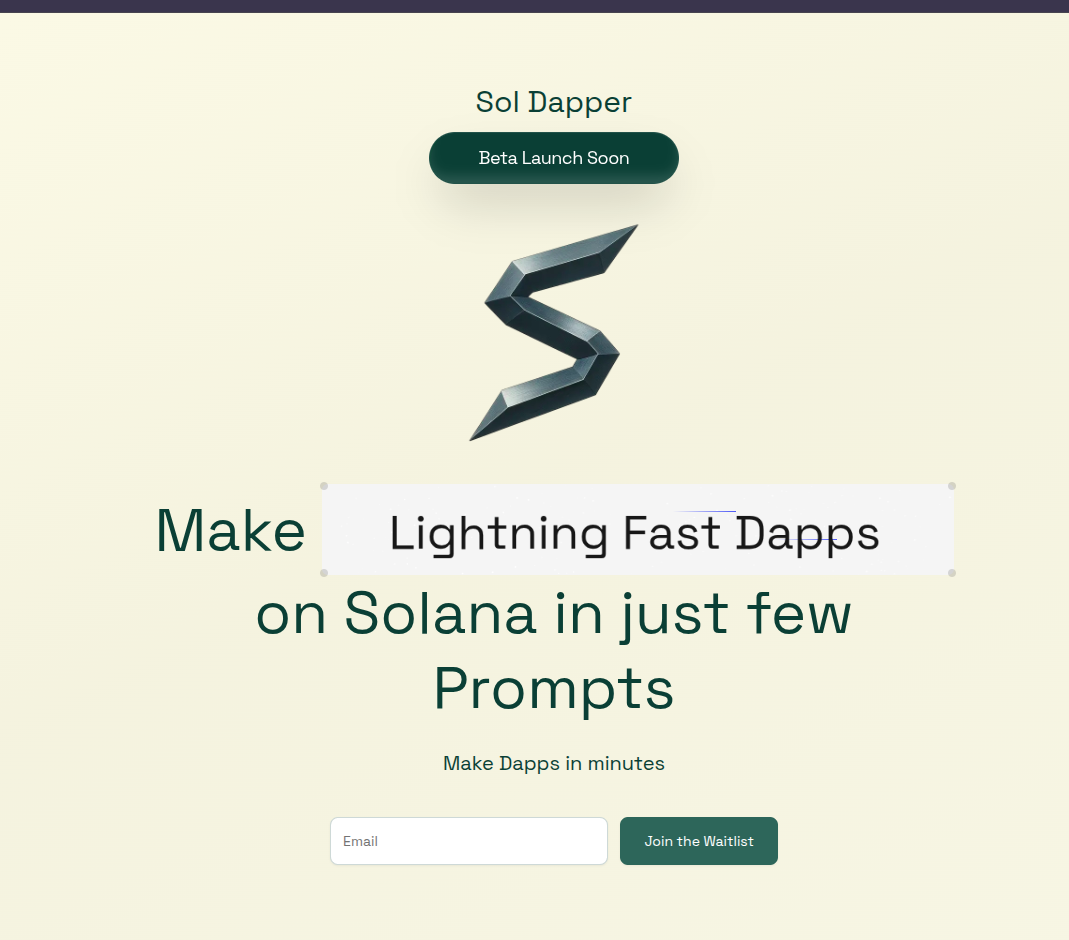 Sol Dapper
Beta Launch Soon
Make Lightning Fast Dapps
on Solana in just few
Prompts
Make Dapps in minutes
Email
Join the Waitlist